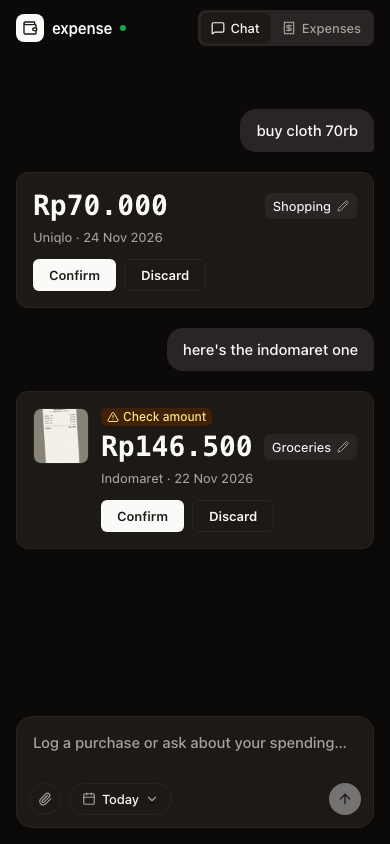 expense
Chat
Expenses
buy cloth 70rb
Rp70.000
Shopping
Uniqlo · 24 Nov 2026
Confirm
Discard
here's the indomaret one
Check amount
Rp146.500
Groceries
Indomaret · 22 Nov 2026
Confirm
Discard
Log a purchase or ask about your spending...
Today